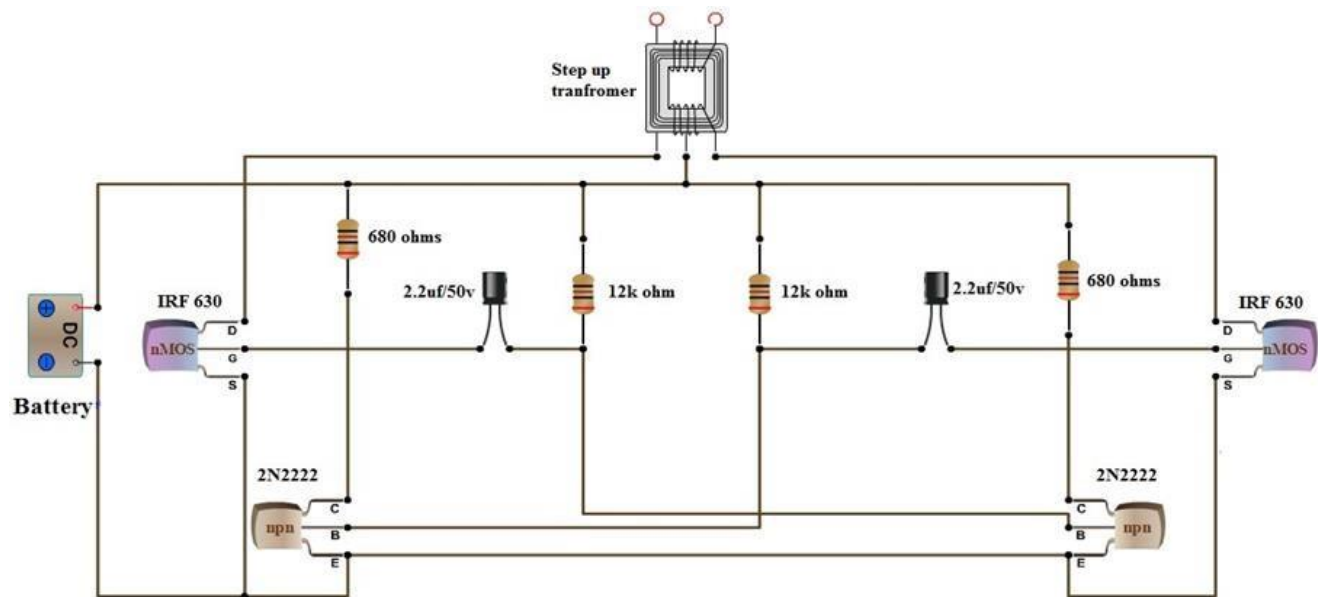 Step up
tranfromer
680 ohms
2.2uf/50v
12k ohm
12k ohm
2.2uf/50v
680 ohms
IRF 630
IRF 630
DC
nMOS
D
G
S
D
G
S
nMOS
Battery
2N2222
2N2222
npn
C
B
E
C
B
E
npn